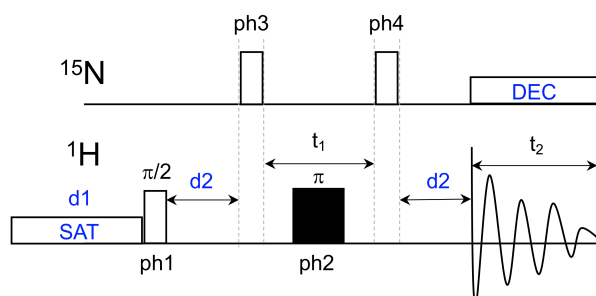 ph3
ph4
¹⁵N
DEC
¹H
t₁
t₂
π/2
d1
d2
π
d2
SAT
ph1
ph2